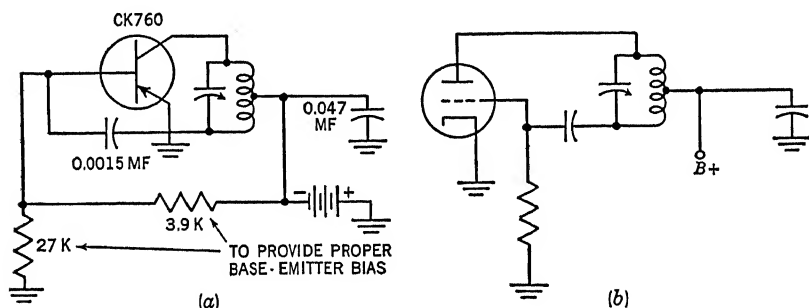 CK760
0.0015 MF
0.047
MF
- +
3.9 K
27 K
TO PROVIDE PROPER
BASE-EMITTER BIAS
(a)
B+
(b)